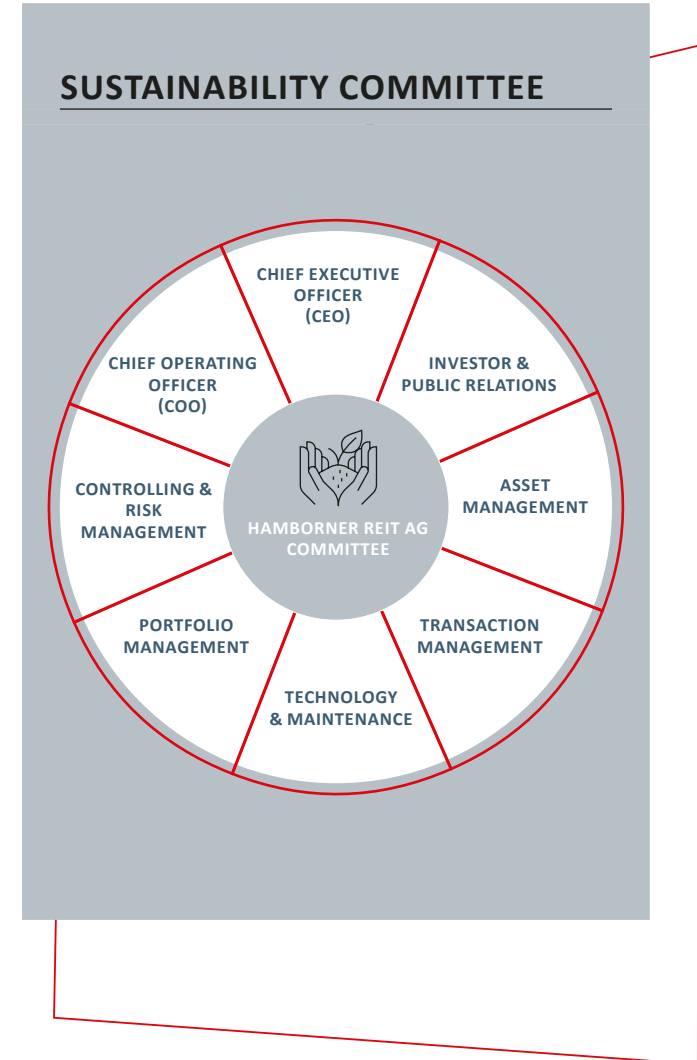 SUSTAINABILITY COMMITTEE
CHIEF EXECUTIVE
OFFICER
(CEO)
INVESTOR &
PUBLIC RELATIONS
ASSET
MANAGEMENT
TRANSACTION
MANAGEMENT
TECHNOLOGY
& MAINTENANCE
PORTFOLIO
MANAGEMENT
CONTROLLING &
RISK
MANAGEMENT
CHIEF OPERATING
OFFICER
(COO)
HAMBORNER REIT AG
COMMITTEE